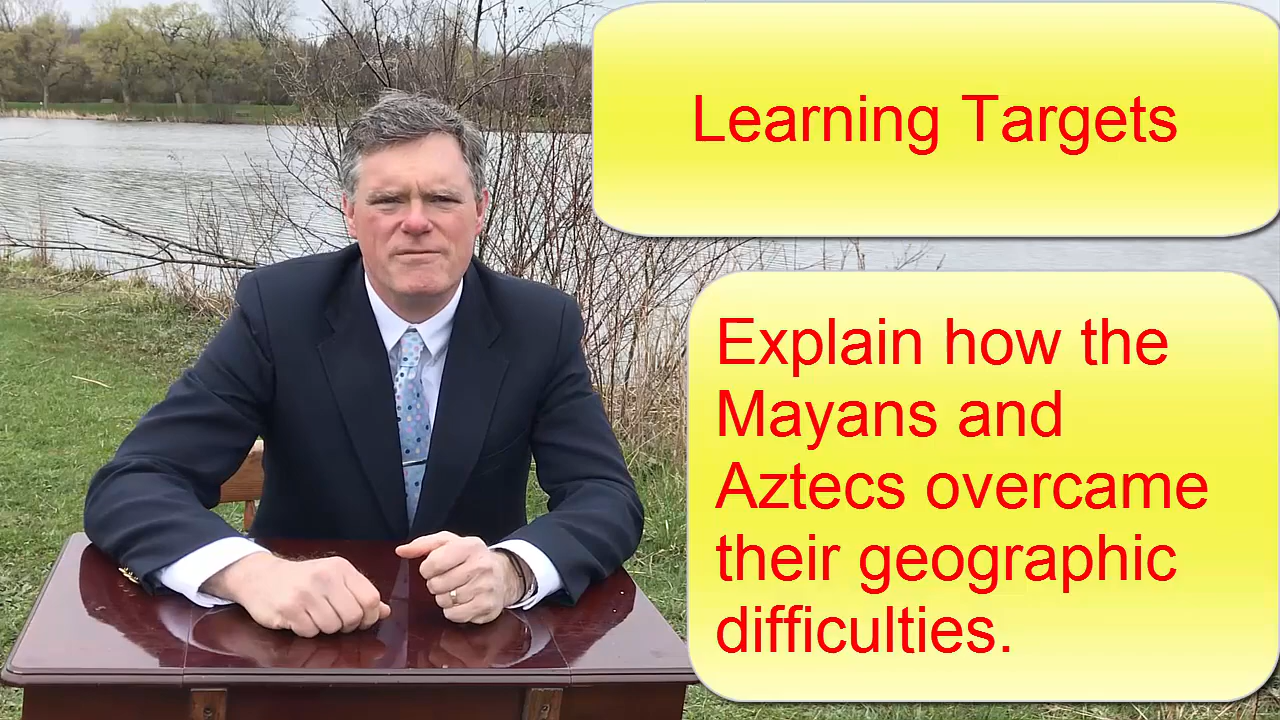 Learning Targets
Explain how the
Mayans and
Aztecs overcame
their geographic
difficulties.